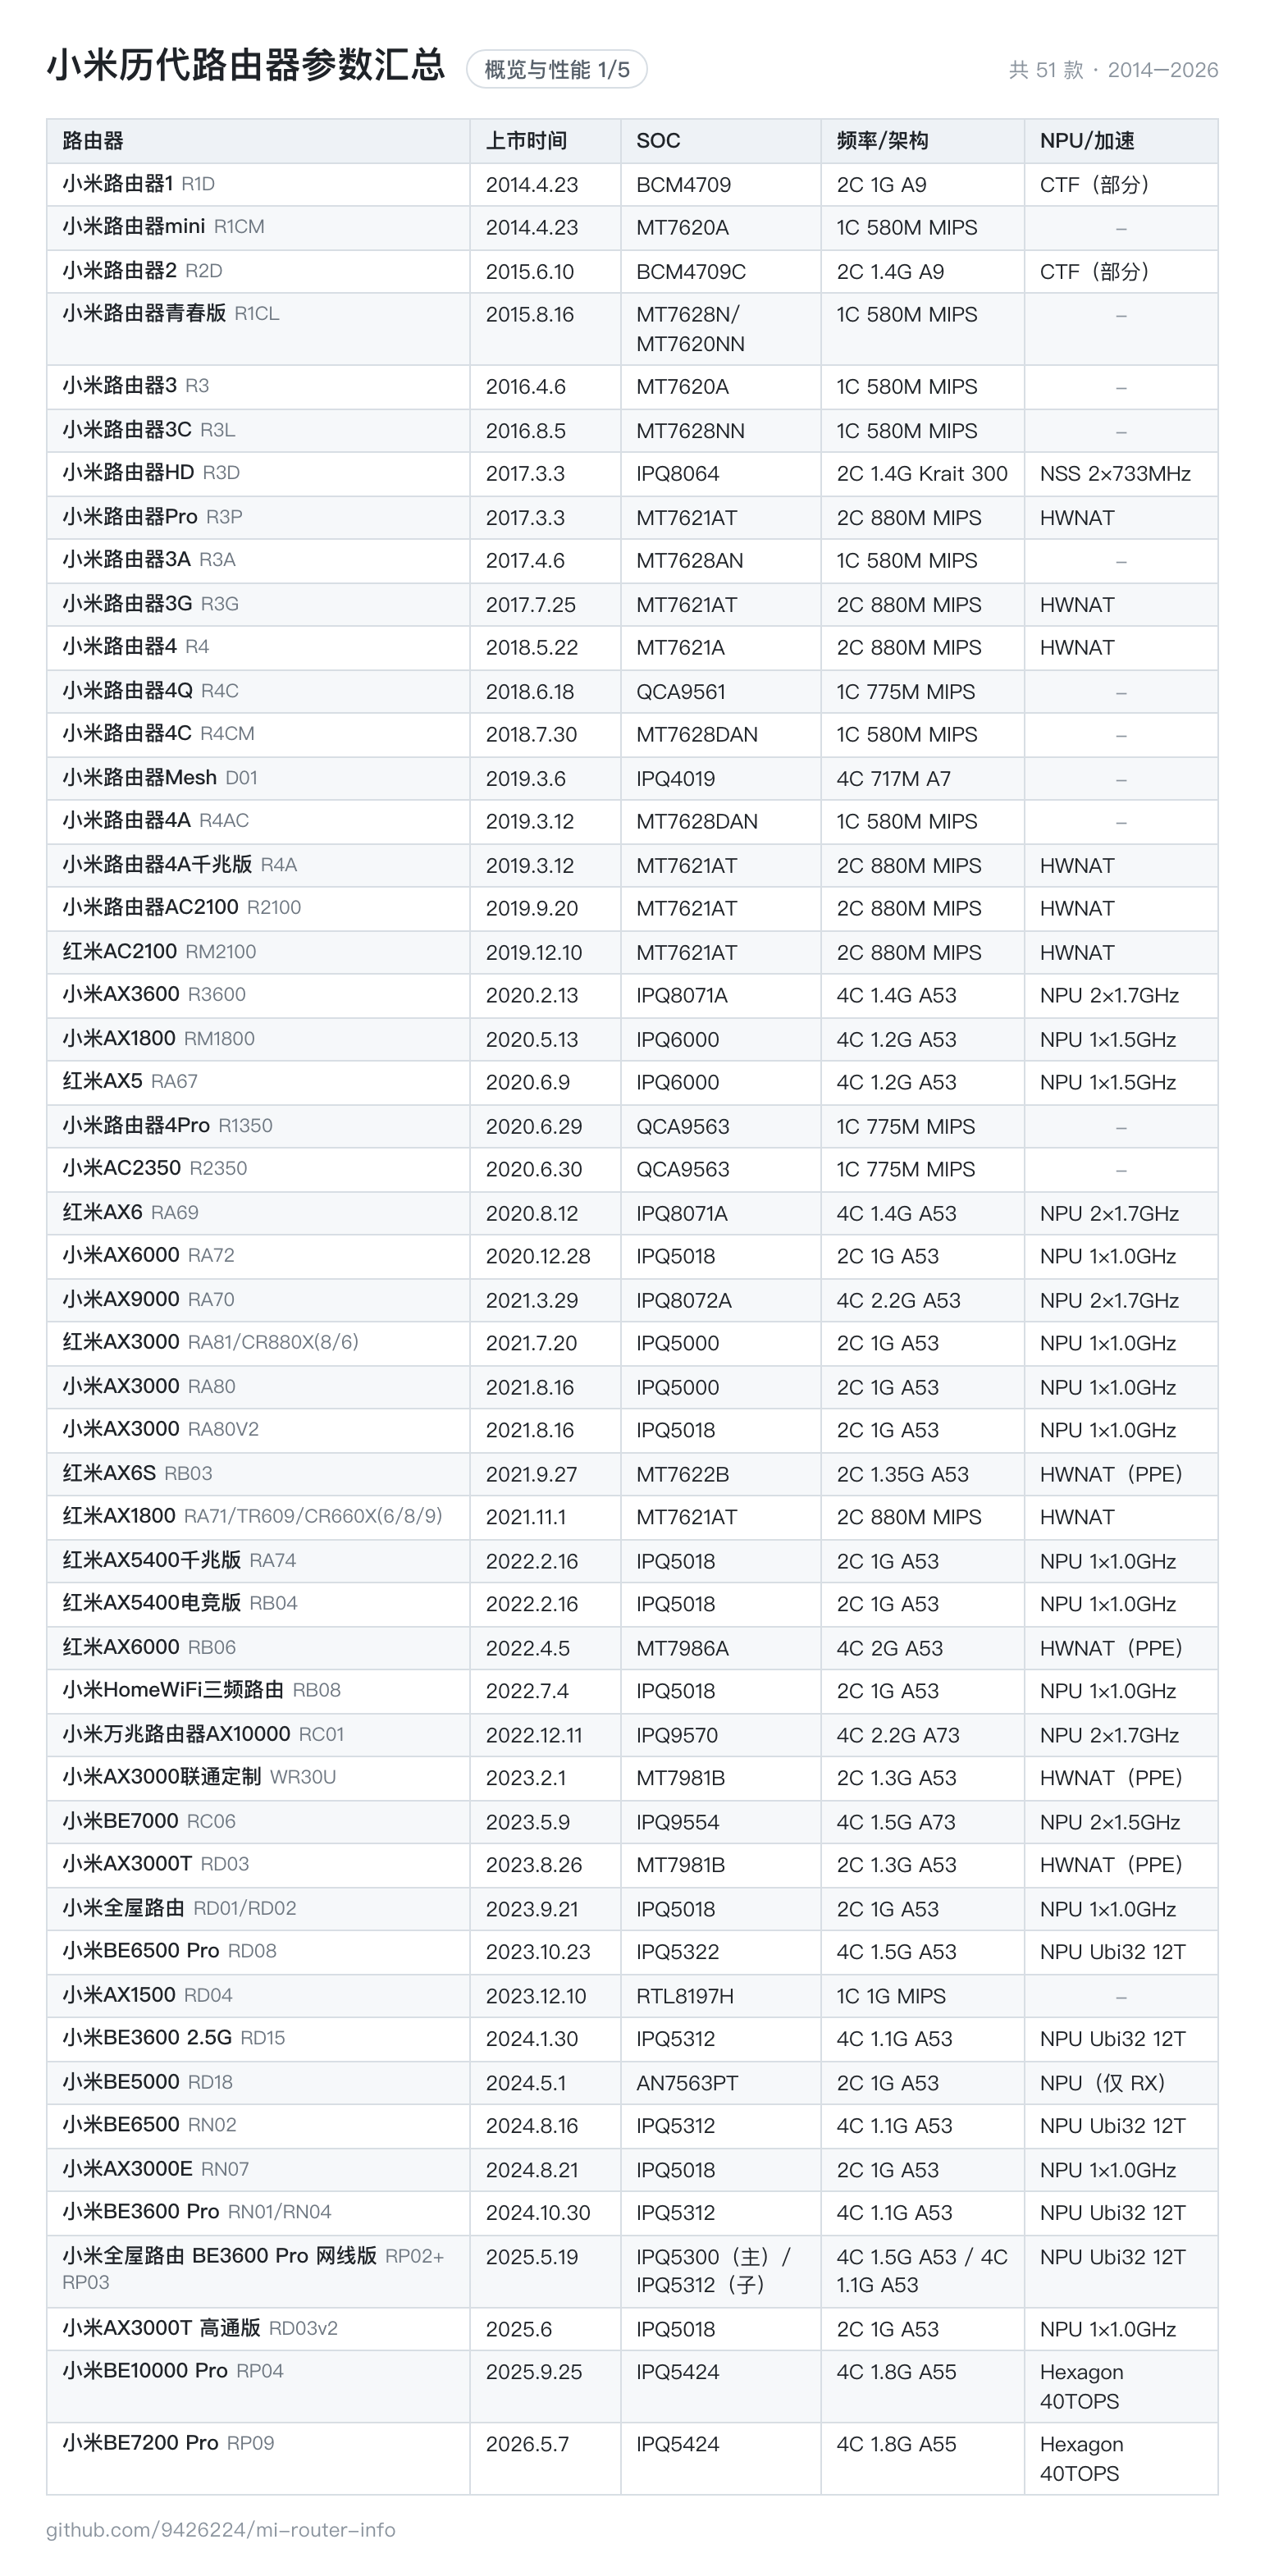 小米历代路由器参数汇总 概览与性能 1/5 共 51 款 · 2014—2026
路由器 上市时间 SOC 频率/架构 NPU/加速
小米路由器1 R1D 2014.4.23 BCM4709 2C 1G A9 CTF（部分）
小米路由器mini R1CM 2014.4.23 MT7620A 1C 580M MIPS –
小米路由器2 R2D 2015.6.10 BCM4709C 2C 1.4G A9 CTF（部分）
小米路由器青春版 R1CL 2015.8.16 MT7628N/ 1C 580M MIPS –
MT7620NN
小米路由器3 R3 2016.4.6 MT7620A 1C 580M MIPS –
小米路由器3C R3L 2016.8.5 MT7628NN 1C 580M MIPS –
小米路由器HD R3D 2017.3.3 IPQ8064 2C 1.4G Krait 300 NSS 2×733MHz
小米路由器Pro R3P 2017.3.3 MT7621AT 2C 880M MIPS HWNAT
小米路由器3A R3A 2017.4.6 MT7628AN 1C 580M MIPS –
小米路由器3G R3G 2017.7.25 MT7621AT 2C 880M MIPS HWNAT
小米路由器4 R4 2018.5.22 MT7621A 2C 880M MIPS HWNAT
小米路由器4Q R4C 2018.6.18 QCA9561 1C 775M MIPS –
小米路由器4C R4CM 2018.7.30 MT7628DAN 1C 580M MIPS –
小米路由器Mesh D01 2019.3.6 IPQ4019 4C 717M A7 –
小米路由器4A R4AC 2019.3.12 MT7628DAN 1C 580M MIPS –
小米路由器4A千兆版 R4A 2019.3.12 MT7621AT 2C 880M MIPS HWNAT
小米路由器AC2100 R2100 2019.9.20 MT7621AT 2C 880M MIPS HWNAT
红米AC2100 RM2100 2019.12.10 MT7621AT 2C 880M MIPS HWNAT
小米AX3600 R3600 2020.2.13 IPQ8071A 4C 1.4G A53 NPU 2×1.7GHz
小米AX1800 RM1800 2020.5.13 IPQ6000 4C 1.2G A53 NPU 1×1.5GHz
红米AX5 RA67 2020.6.9 IPQ6000 4C 1.2G A53 NPU 1×1.5GHz
小米路由器4Pro R1350 2020.6.29 QCA9563 1C 775M MIPS –
小米AC2350 R2350 2020.6.30 QCA9563 1C 775M MIPS –
红米AX6 RA69 2020.8.12 IPQ8071A 4C 1.4G A53 NPU 2×1.7GHz
小米AX6000 RA72 2020.12.28 IPQ5018 2C 1G A53 NPU 1×1.0GHz
小米AX9000 RA70 2021.3.29 IPQ8072A 4C 2.2G A53 NPU 2×1.7GHz
红米AX3000 RA81/CR880X(8/6) 2021.7.20 IPQ5000 2C 1G A53 NPU 1×1.0GHz
小米AX3000 RA80 2021.8.16 IPQ5000 2C 1G A53 NPU 1×1.0GHz
小米AX3000 RA80V2 2021.8.16 IPQ5018 2C 1G A53 NPU 1×1.0GHz
红米AX6S RB03 2021.9.27 MT7622B 2C 1.35G A53 HWNAT（PPE）
红米AX1800 RA71/TR609/CR660X(6/8/9) 2021.11.1 MT7621AT 2C 880M MIPS HWNAT
红米AX5400千兆版 RA74 2022.2.16 IPQ5018 2C 1G A53 NPU 1×1.0GHz
红米AX5400电竞版 RB04 2022.2.16 IPQ5018 2C 1G A53 NPU 1×1.0GHz
红米AX6000 RB06 2022.4.5 MT7986A 4C 2G A53 HWNAT（PPE）
小米HomeWiFi三频路由 RB08 2022.7.4 IPQ5018 2C 1G A53 NPU 1×1.0GHz
小米万兆路由器AX10000 RC01 2022.12.11 IPQ9570 4C 2.2G A73 NPU 2×1.7GHz
小米AX3000联通定制 WR30U 2023.2.1 MT7981B 2C 1.3G A53 HWNAT（PPE）
小米BE7000 RC06 2023.5.9 IPQ9554 4C 1.5G A73 NPU 2×1.5GHz
小米AX3000T RD03 2023.8.26 MT7981B 2C 1.3G A53 HWNAT（PPE）
小米全屋路由 RD01/RD02 2023.9.21 IPQ5018 2C 1G A53 NPU 1×1.0GHz
小米BE6500 Pro RD08 2023.10.23 IPQ5322 4C 1.5G A53 NPU Ubi32 12T
小米AX1500 RD04 2023.12.10 RTL8197H 1C 1G MIPS –
小米BE3600 2.5G RD15 2024.1.30 IPQ5312 4C 1.1G A53 NPU Ubi32 12T
小米BE5000 RD18 2024.5.1 AN7563PT 2C 1G A53 NPU（仅 RX）
小米BE6500 RN02 2024.8.16 IPQ5312 4C 1.1G A53 NPU Ubi32 12T
小米AX3000E RN07 2024.8.21 IPQ5018 2C 1G A53 NPU 1×1.0GHz
小米BE3600 Pro RN01/RN04 2024.10.30 IPQ5312 4C 1.1G A53 NPU Ubi32 12T
小米全屋路由 BE3600 Pro 网线版 RP02+ 2025.5.19 IPQ5300（主）/ 4C 1.5G A53 / 4C NPU Ubi32 12T
RP03 IPQ5312（子） 1.1G A53
小米AX3000T 高通版 RD03v2 2025.6 IPQ5018 2C 1G A53 NPU 1×1.0GHz
小米BE10000 Pro RP04 2025.9.25 IPQ5424 4C 1.8G A55 Hexagon
40TOPS
小米BE7200 Pro RP09 2026.5.7 IPQ5424 4C 1.8G A55 Hexagon
40TOPS
github.com/9426224/mi-router-info